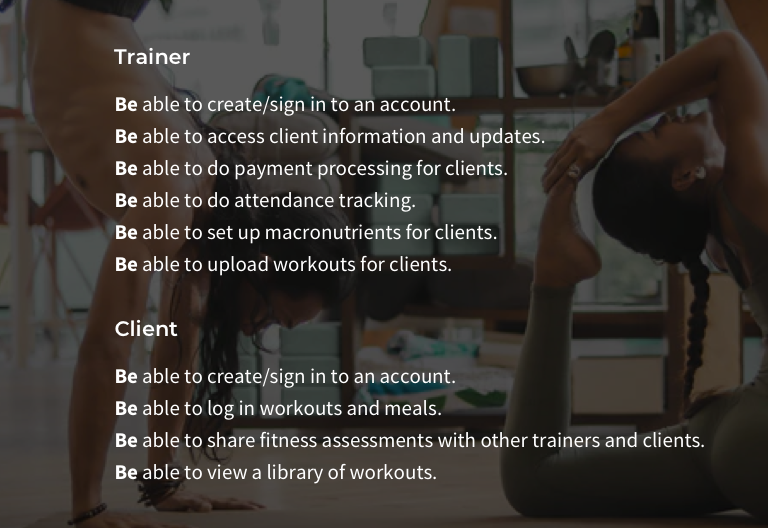 Trainer
Be able to create/sign in to an account.
Be able to access client information and updates.
Be able to do payment processing for clients.
Be able to do attendance tracking.
Be able to set up macronutrients for clients.
Be able to upload workouts for clients.
Client
Be able to create/sign in to an account.
Be able to log in workouts and meals.
Be able to share fitness assessments with other trainers and clients.
Be able to view a library of workouts.